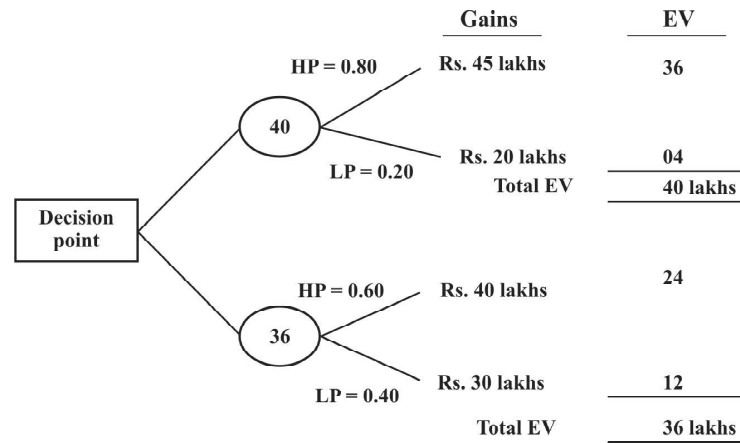 Gains EV
HP = 0.80 Rs. 45 lakhs 36
40
LP = 0.20 Rs. 20 lakhs 04
Total EV 40 lakhs
Decision
point
HP = 0.60 Rs. 40 lakhs 24
36
LP = 0.40 Rs. 30 lakhs 12
Total EV 36 lakhs